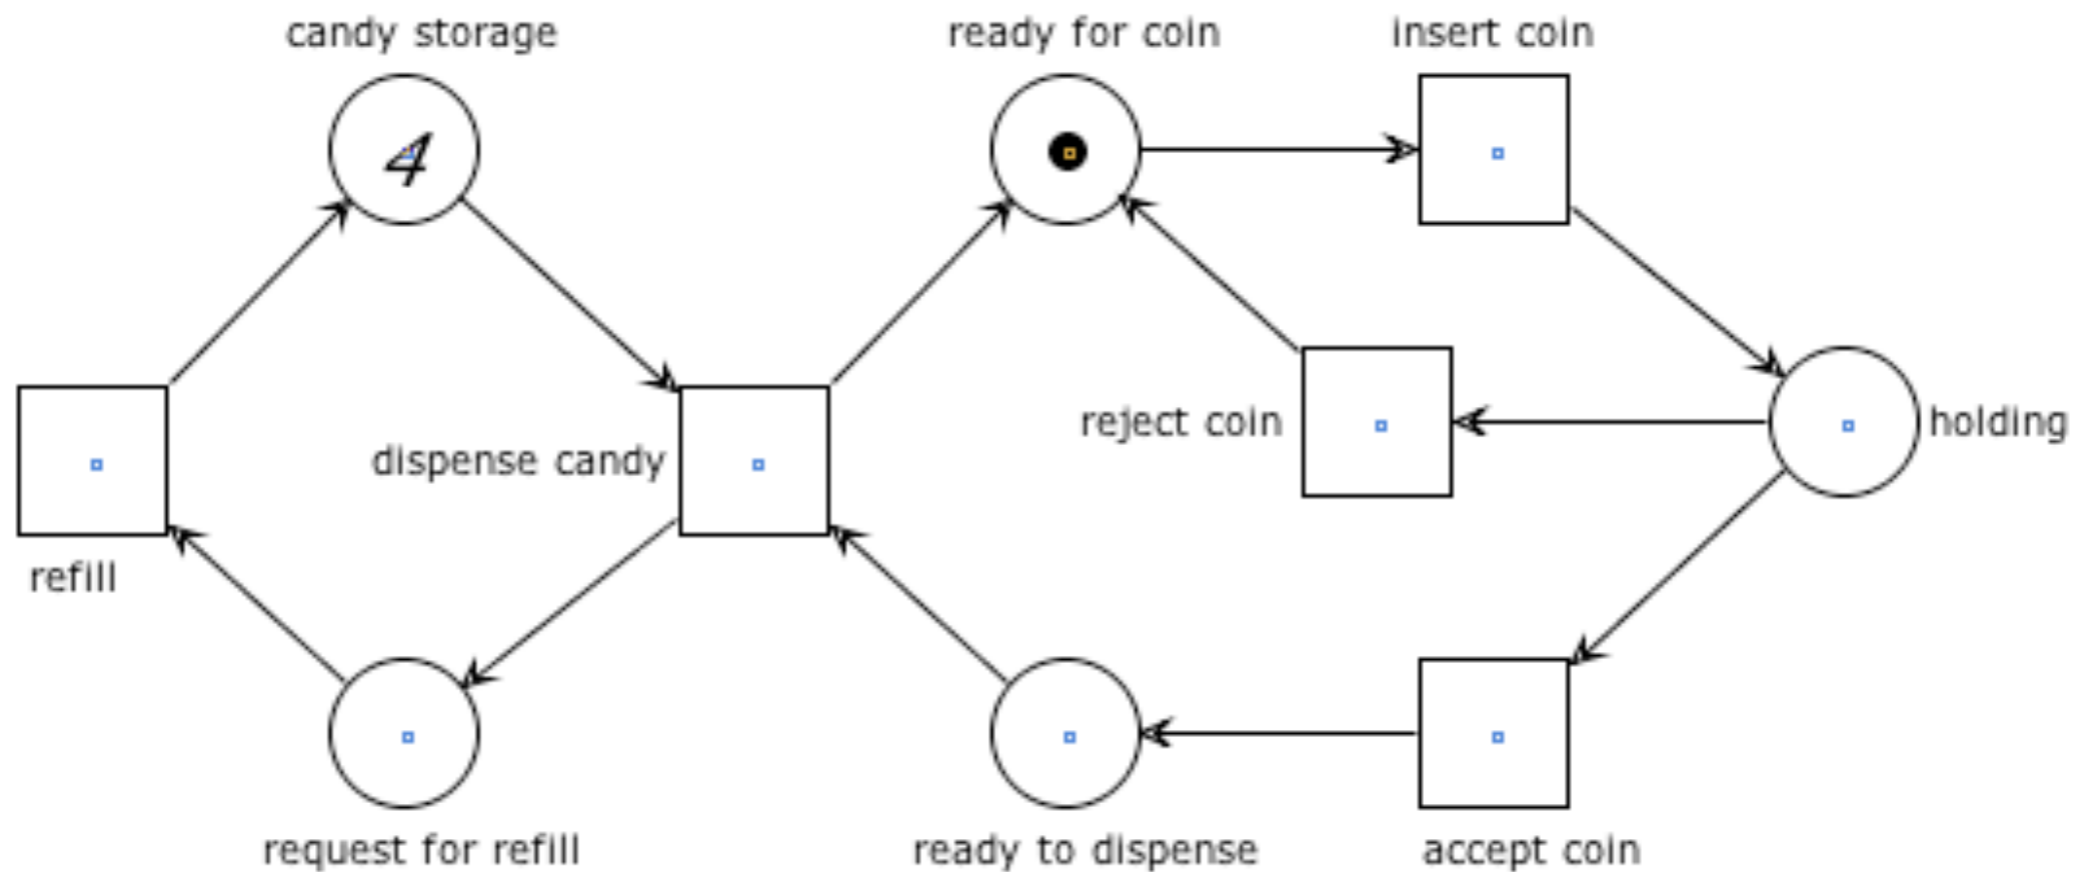 candy storage
ready for coin
insert coin
4
reject coin
holding
dispense candy
refill
request for refill
ready to dispense
accept coin